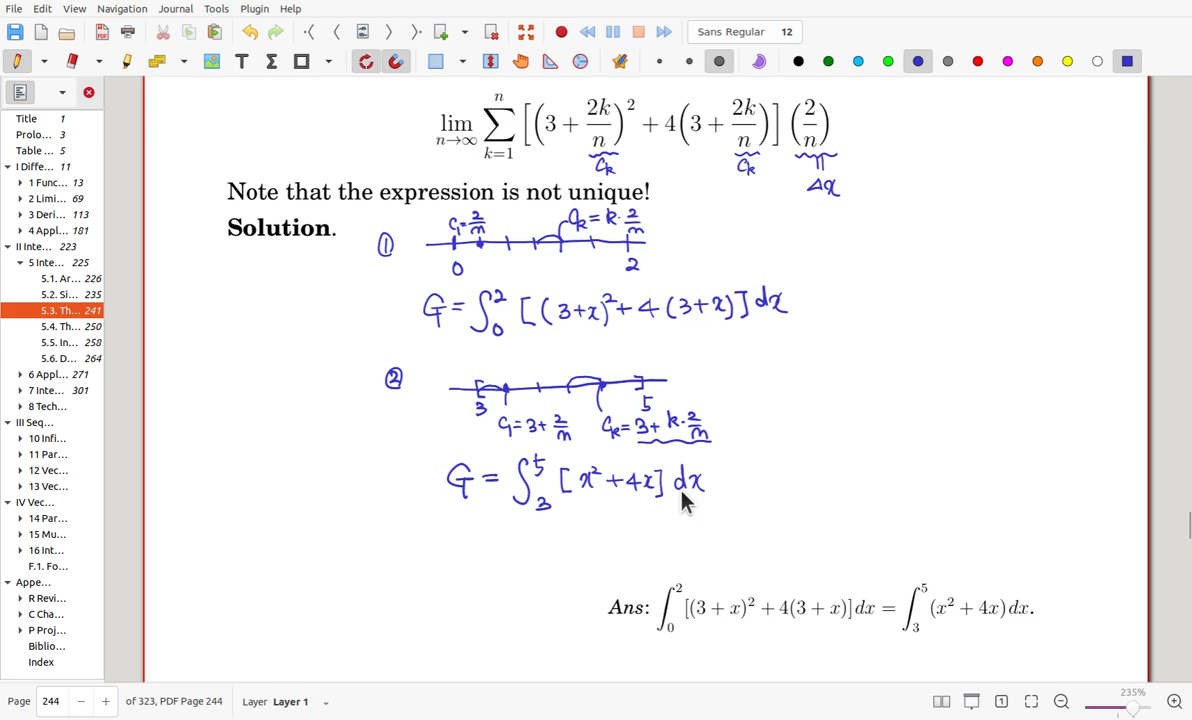 File Edit View Navigation Journal Tools Plugin Help
Sans Regular 12
Title 1
Prolo... 3
Table ... 5
I Diffe... 11
1 Func... 13
2 Limi... 69
3 Deri... 113
4 Appl... 181
II Inte... 223
5 Inte... 225
5.1. Ar... 226
5.2. Si... 235
5.3. Th... 241
5.4. Th... 250
5.5. In... 258
5.6. D... 264
6 Appl... 271
7 Inte... 301
8 Tech...
III Seq...
10 Infi...
11 Par...
12 Vec...
13 Vec...
IV Vec...
14 Par...
15 Mu...
16 Int...
F.1. Fo...
Appe...
R Revi...
C Cha...
P Proj...
Biblio...
Index
lim_{n→∞} ∑_{k=1}^{n} [(3 + 2k/n)^2 + 4(3 + 2k/n)] (2/n)
C_k C_k Δx
Note that the expression is not unique!
Solution.
① C_1 = 2/n C_k = k·2/n
0 2
G = ∫_0^2 [(3+x)^2 + 4(3+x)] dx
②
3 5
C_1 = 3 + 2/n C_k = 3 + k·2/n
G = ∫_3^5 [x^2 + 4x] dx
Ans: ∫_0^2 [(3 + x)^2 + 4(3 + x)] dx = ∫_3^5 (x^2 + 4x) dx.
Page 244 − + of 323, PDF Page 244 Layer Layer 1 235%